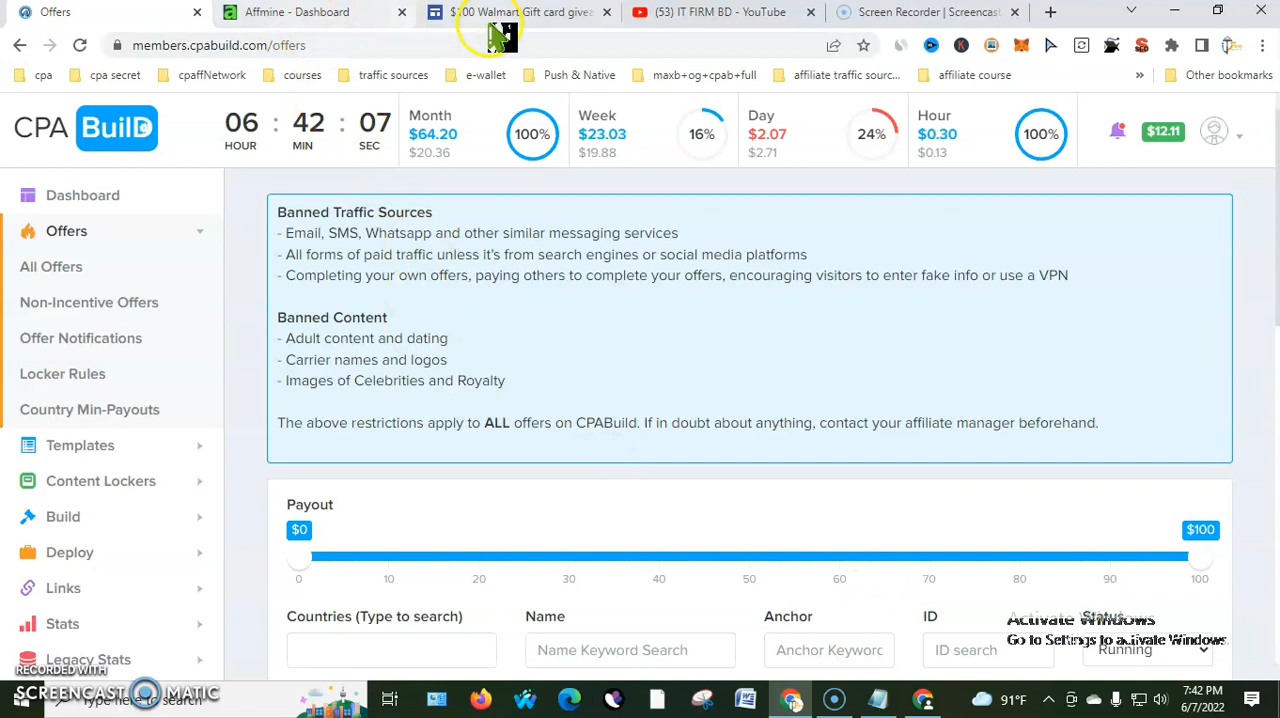 Offers
Affmine - Dashboard
$100 Walmart Gift card givea
(53) IT FIRM BD - YouTube
Screen Recorder | Screencast
members.cpabuild.com/offers
cpa
cpa secret
cpaffNetwork
courses
traffic sources
e-wallet
Push & Native
maxb+og+cpab+full
affiliate traffic sourc...
affiliate course
»
Other bookmarks
CPA BuilD
06 : 42 : 07
HOUR MIN SEC
Month
$64.20
$20.36
100%
Week
$23.03
$19.88
16%
Day
$2.07
$2.71
24%
Hour
$0.30
$0.13
100%
$12.11
Dashboard
Offers
All Offers
Non-Incentive Offers
Offer Notifications
Locker Rules
Country Min-Payouts
Templates
Content Lockers
Build
Deploy
Links
Stats
Legacy Stats
Banned Traffic Sources
- Email, SMS, Whatsapp and other similar messaging services
- All forms of paid traffic unless it's from search engines or social media platforms
- Completing your own offers, paying others to complete your offers, encouraging visitors to enter fake info or use a VPN
Banned Content
- Adult content and dating
- Carrier names and logos
- Images of Celebrities and Royalty
The above restrictions apply to ALL offers on CPABuild. If in doubt about anything, contact your affiliate manager beforehand.
Payout
$0 $100
0 10 20 30 40 50 60 70 80 90 100
Countries (Type to search)
Name
Name Keyword Search
Anchor
Anchor Keyword
ID
ID search
Status
Running
Activate Windows
Go to Settings to activate Windows.
RECORDED WITH
SCREENCAST MATIC
Type here to search
91°F
7:42 PM
6/7/2022